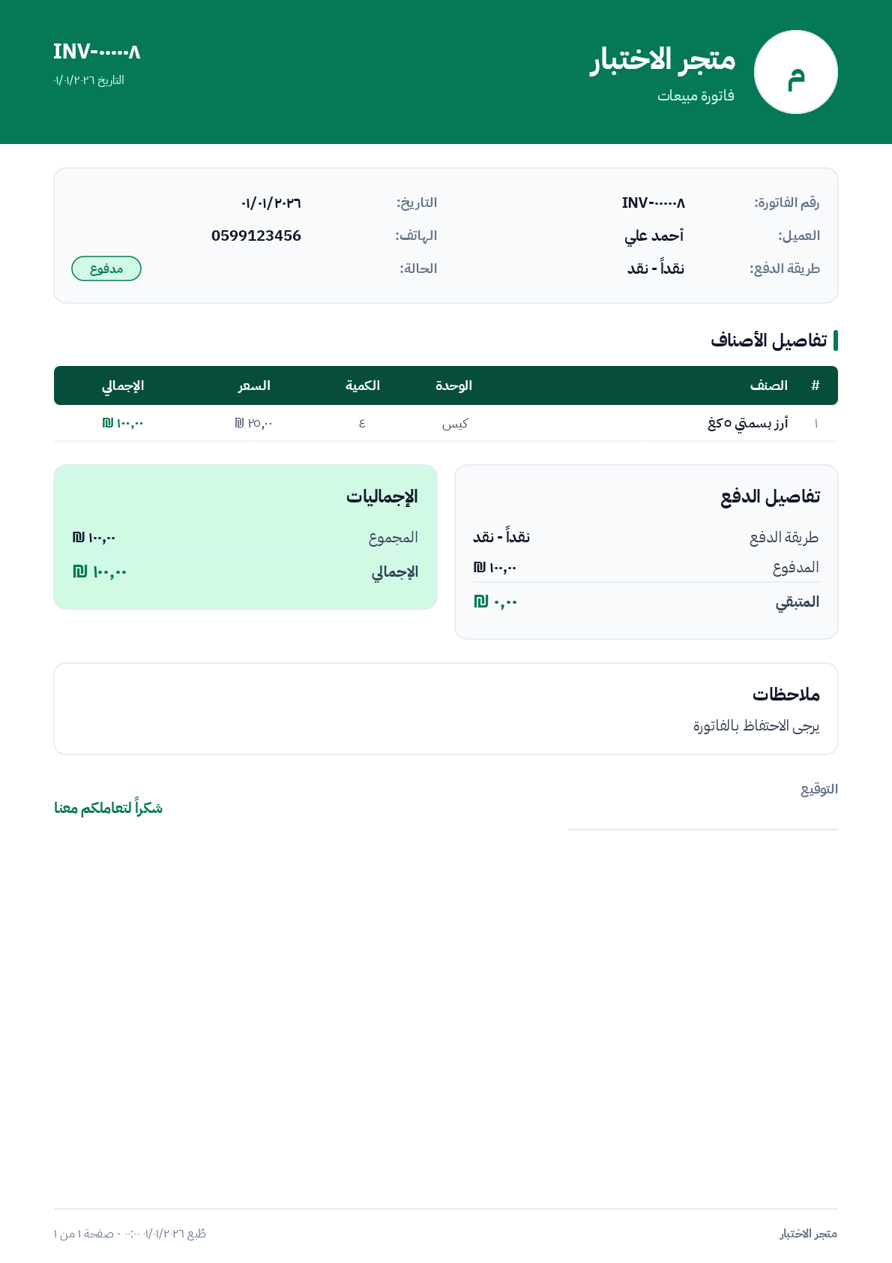 م
متجر الاختبار
فاتورة مبيعات
INV-٠٠٠٠٠٨
التاريخ ٠١/٠١/٢٠٢٦
رقم الفاتورة: INV-٠٠٠٠٠٨ التاريخ: ٠١/٠١/٢٠٢٦
العميل: أحمد علي الهاتف: 0599123456
طريقة الدفع: نقداً - نقد الحالة: مدفوع
تفاصيل الأصناف
# الصنف الوحدة الكمية السعر الإجمالي
١ أرز بسمتي ٥ كغ كيس ٤ ٢٥,٠٠ ₪ ١٠٠,٠٠ ₪
تفاصيل الدفع
طريقة الدفع نقداً - نقد
المدفوع ١٠٠,٠٠ ₪
المتبقي ٠,٠٠ ₪
الإجماليات
المجموع ١٠٠,٠٠ ₪
الإجمالي ١٠٠,٠٠ ₪
ملاحظات
يرجى الاحتفاظ بالفاتورة
التوقيع
شكراً لتعاملكم معنا
متجر الاختبار
طُبع ٠١/٠١/٢٠٢٦ ٠٠:٠٠ - صفحة ١ من ١